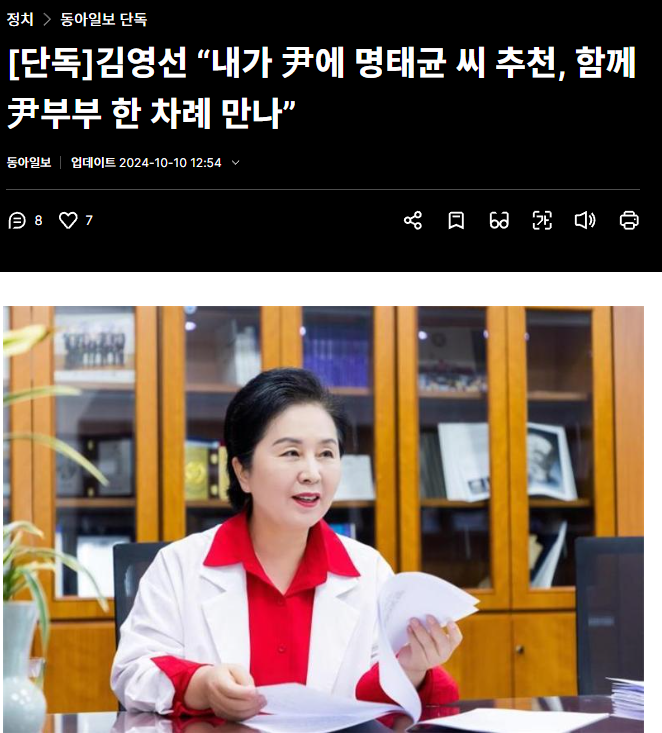 정치 > 동아일보 단독
[단독]김영선 “내가 尹에 명태균 씨 추천, 함께
尹부부 한 차례 만나”
동아일보 | 업데이트 2024-10-10 12:54
8 7 가